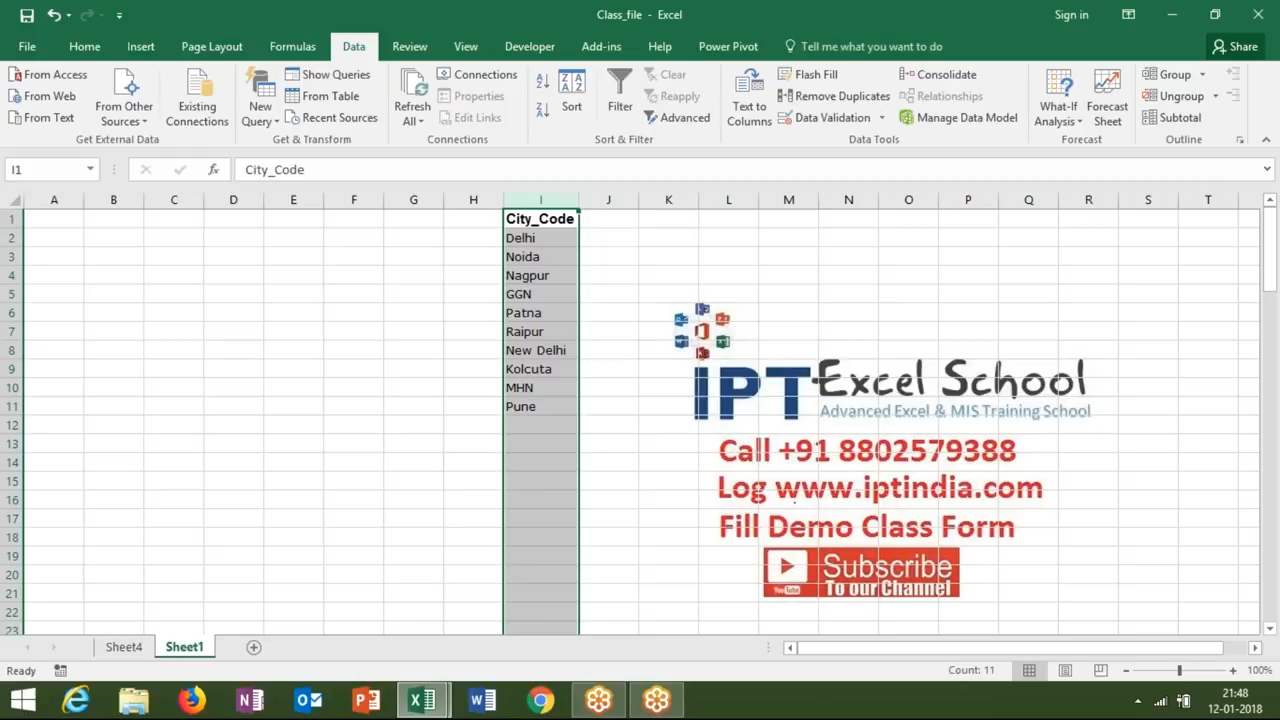 Class_file - Excel
Sign in
File Home Insert Page Layout Formulas Data Review View Developer Add-ins Help Power Pivot Tell me what you want to do Share
From Access
From Web
From Text
From Other Sources
Existing Connections
Get External Data
New Query
Show Queries
From Table
Recent Sources
Get & Transform
Refresh All
Connections
Properties
Edit Links
Connections
Sort
Filter
Clear
Reapply
Advanced
Sort & Filter
Text to Columns
Flash Fill
Remove Duplicates
Data Validation
Consolidate
Relationships
Manage Data Model
Data Tools
What-If Analysis
Forecast Sheet
Forecast
Group
Ungroup
Subtotal
Outline
I1
fx
City_Code
A B C D E F G H I J K L M N O P Q R S T
1 City_Code
2 Delhi
3 Noida
4 Nagpur
5 GGN
6 Patna
7 Raipur
8 New Delhi
9 Kolcuta
10 MHN
11 Pune
12
13
14
15
16
17
18
19
20
21
22
23
IPT Excel School
Advanced Excel & MIS Training School
Call +91 8802579388
Log www.iptindia.com
Fill Demo Class Form
Subscribe
YouTube To our Channel
Sheet4 Sheet1
Ready
Count: 11
100%
21:48
12-01-2018